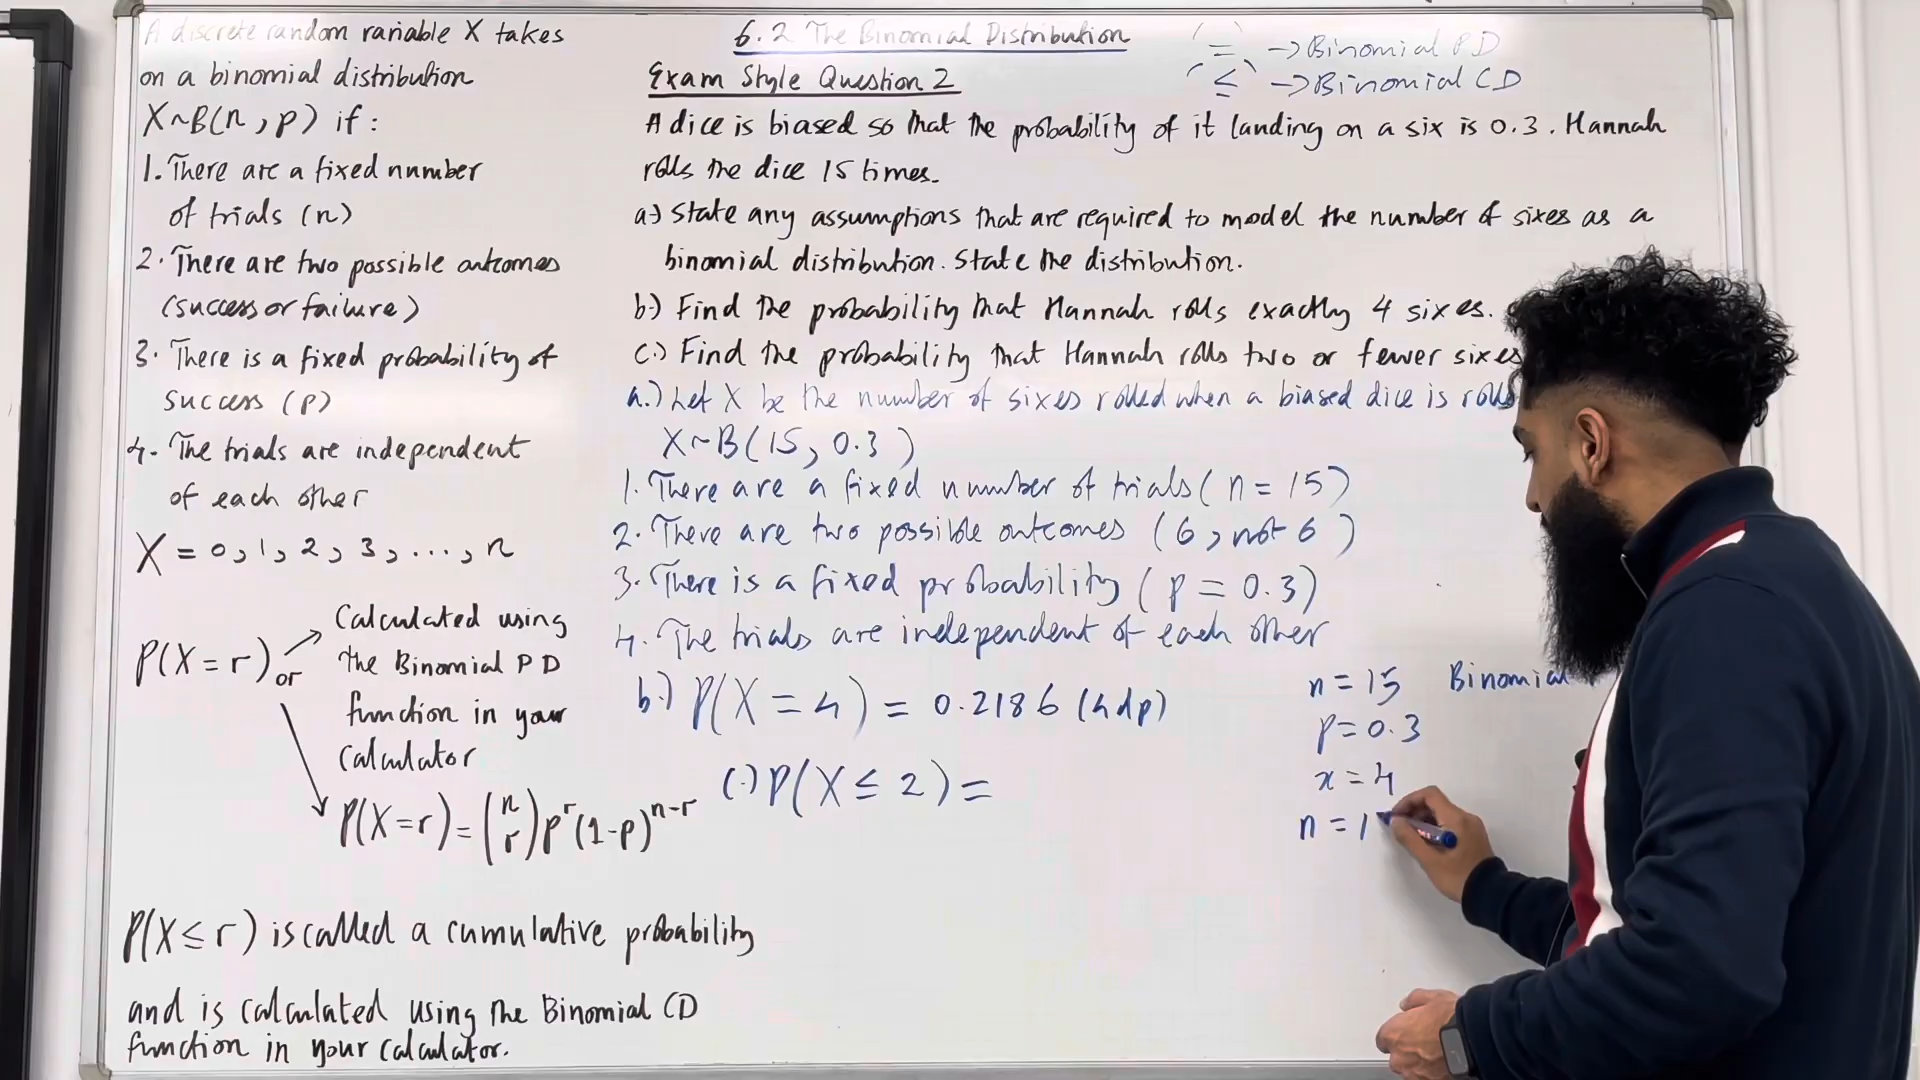 A discrete random variable X takes
on a binomial distribution
X~B(n, p) if:
1. There are a fixed number
of trials (n)
2. There are two possible outcomes
(success or failure)
3. There is a fixed probability of
success (p)
4. The trials are independent
of each other
X = 0, 1, 2, 3, ..., n
P(X = r) or
Calculated using
the Binomial PD
function in your
calculator
P(X=r) = (n r) p^r (1-p)^n-r
P(X ≤ r) is called a cumulative probability
and is calculated using the Binomial CD
function in your calculator.
6.2 The Binomial Distribution
( = ) → Binomial PD
( ≤ ) → Binomial CD
Exam Style Question 2
A dice is biased so that the probability of it landing on a six is 0.3. Hannah
rolls the dice 15 times.
a.) State any assumptions that are required to model the number of sixes as a
binomial distribution. State the distribution.
b.) Find the probability that Hannah rolls exactly 4 sixes.
c.) Find the probability that Hannah rolls two or fewer sixes
a.) Let X be the number of sixes rolled when a biased dice is
X~B(15, 0.3)
1. There are a fixed number of trials (n = 15)
2. There are two possible outcomes (6, not 6)
3. There is a fixed probability (p = 0.3)
4. The trials are independent of each other
b.) P(X = 4) = 0.2186 (4dp)
n = 15 Binomial
p = 0.3
x = 4
c.) P(X ≤ 2) =
n = 1